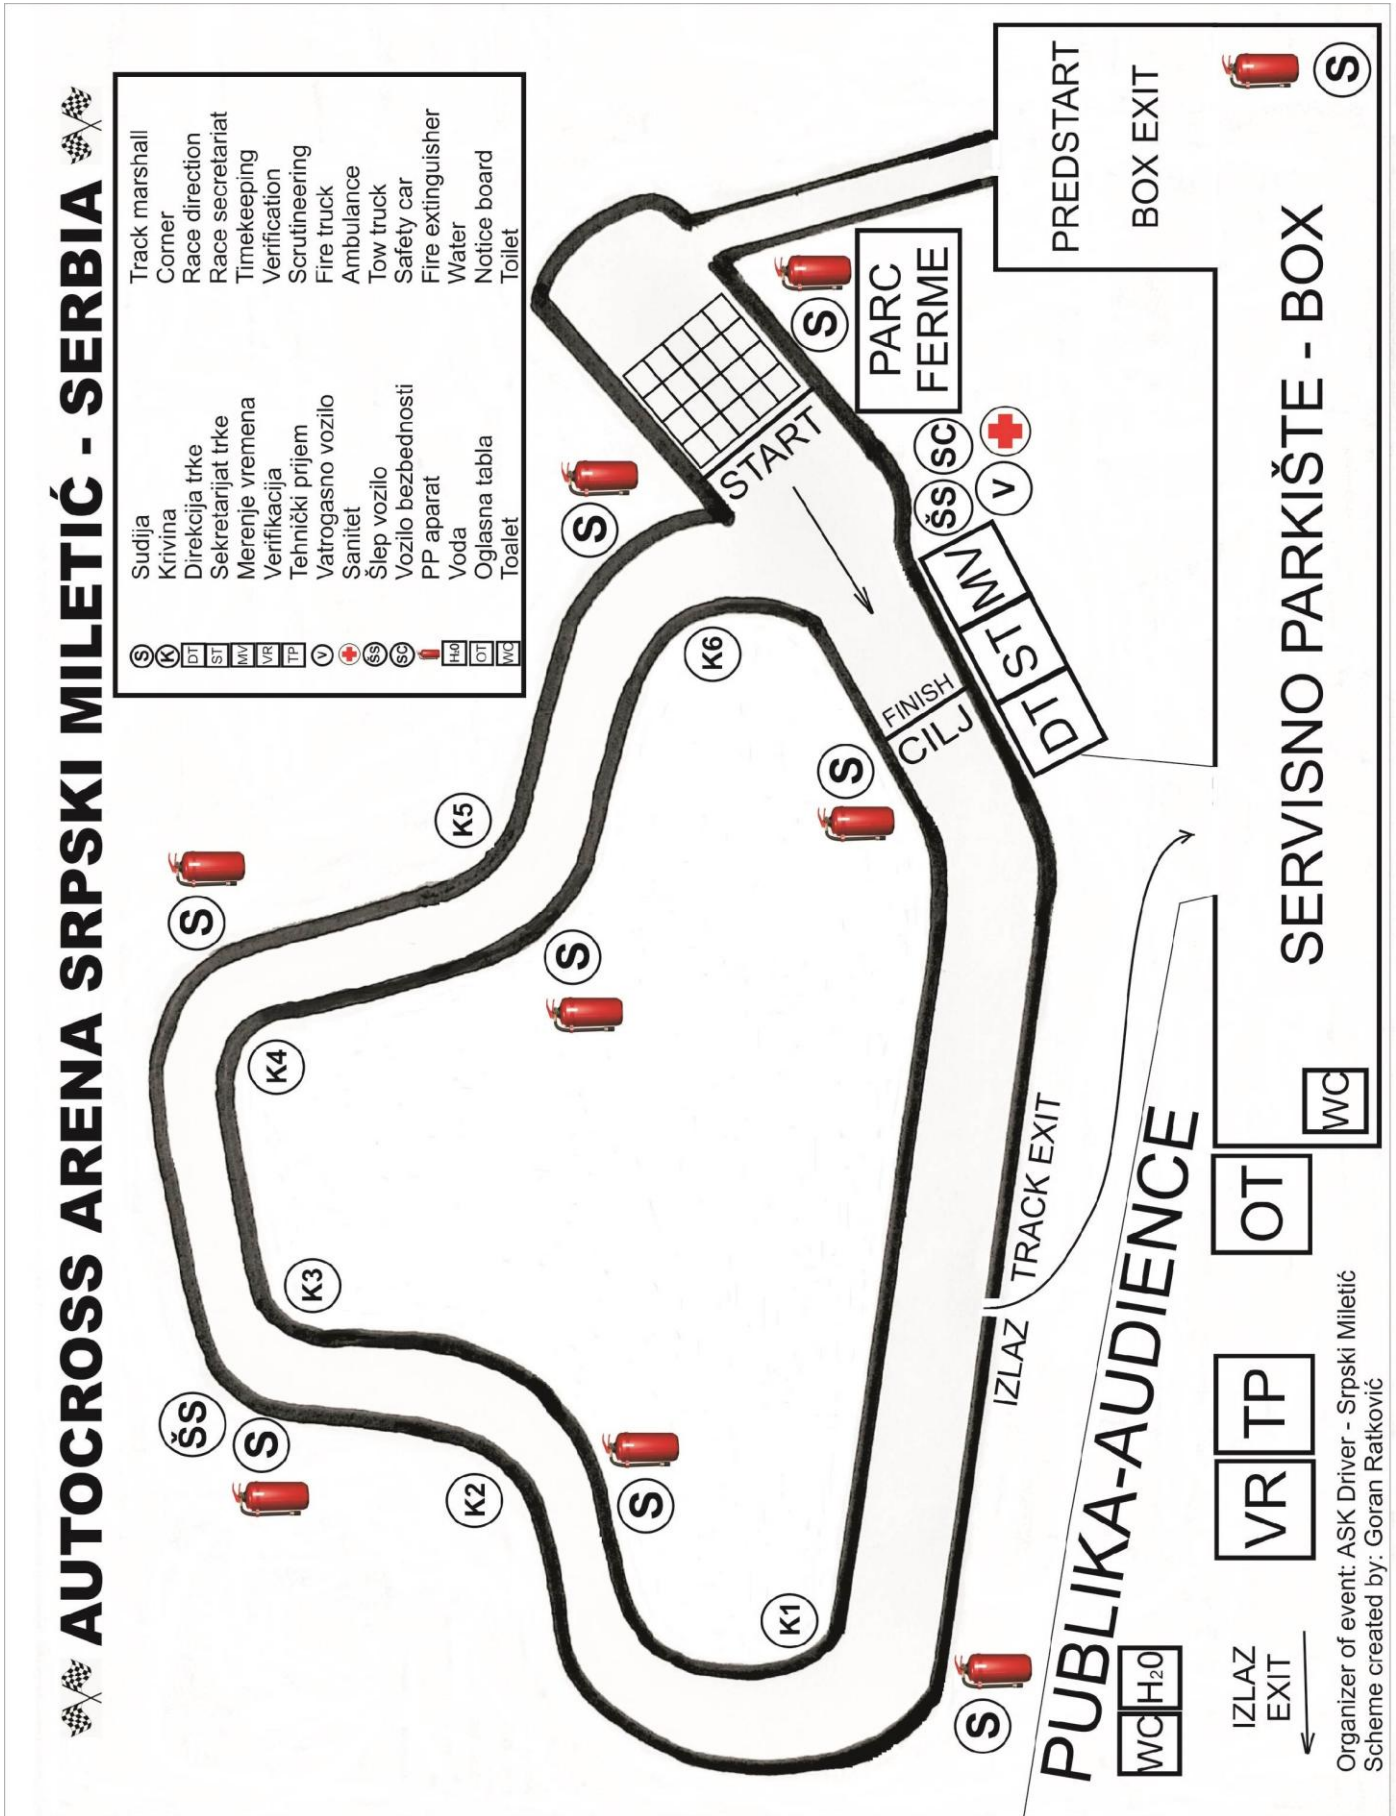 AUTOCROSS ARENA SRPSKI MILETIĆ - SERBIA
S Sudija Track marshall
K Krivina Corner
DT Direkcija trke Race direction
ST Sekretarijat trke Race secretariat
MV Merenje vremena Timekeeping
VR Verifikacija Verification
TP Tehnički prijem Scrutineering
V Vatrogasno vozilo Fire truck
Sanitet Ambulance
ŠS Šlep vozilo Tow truck
SC Vozilo bezbednosti Safety car
PP aparat Fire extinguisher
H₂0 Voda Water
OT Oglasna tabla Notice board
WC Toalet Toilet
ŠS
S
S
S
K2
K3
K4
K5
S
S
S
K6
K1
S
START
FINISH
CILJ
S
S
PARC
FERME
ŠS
SC
V
DT
ST
MV
IZLAZ
TRACK EXIT
PUBLIKA-AUDIENCE
WC
H₂0
PREDSTART
BOX EXIT
S
SERVISNO PARKIŠTE - BOX
WC
OT
VR
TP
IZLAZ
EXIT
Organizer of event: ASK Driver - Srpski Miletić
Scheme created by: Goran Ratković